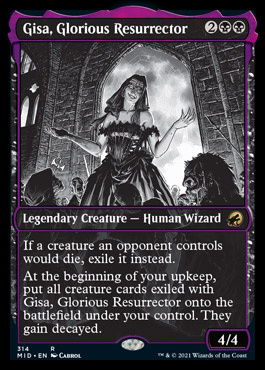 Gisa, Glorious Resurrector 2
Legendary Creature — Human Wizard
If a creature an opponent controls
would die, exile it instead.
At the beginning of your upkeep,
put all creature cards exiled with
Gisa, Glorious Resurrector onto the
battlefield under your control. They
gain decayed.
4/4
314 R
MID • EN CABROL
™ & © 2021 Wizards of the Coast